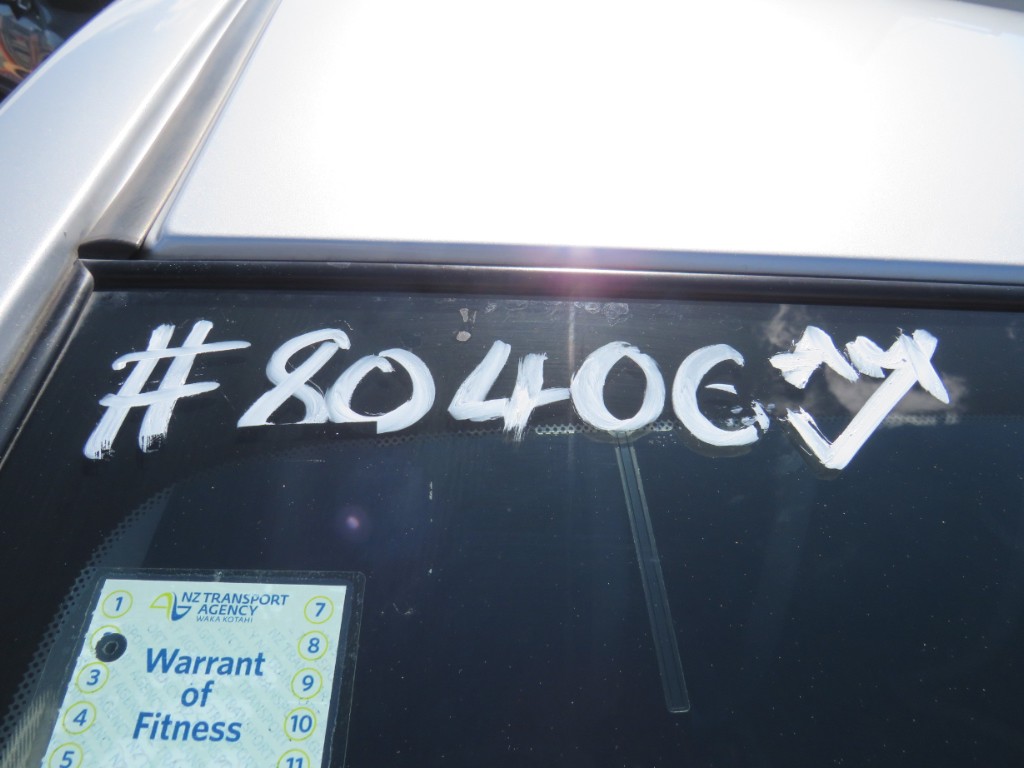 #80406
NZ TRANSPORT
AGENCY
WAKA KOTAHI
Warrant
of
Fitness
1
3
4
5
7
8
9
10
11